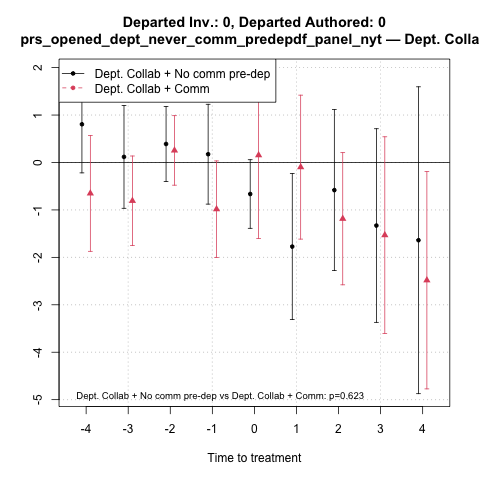 Departed Inv.: 0, Departed Authored: 0
prs_opened_dept_never_comm_predepdf_panel_nyt — Dept. Colla
Dept. Collab + No comm pre-dep
Dept. Collab + Comm
2
1
0
-1
-2
-3
-4
-5
Dept. Collab + No comm pre-dep vs Dept. Collab + Comm: p=0.623
-4 -3 -2 -1 0 1 2 3 4
Time to treatment